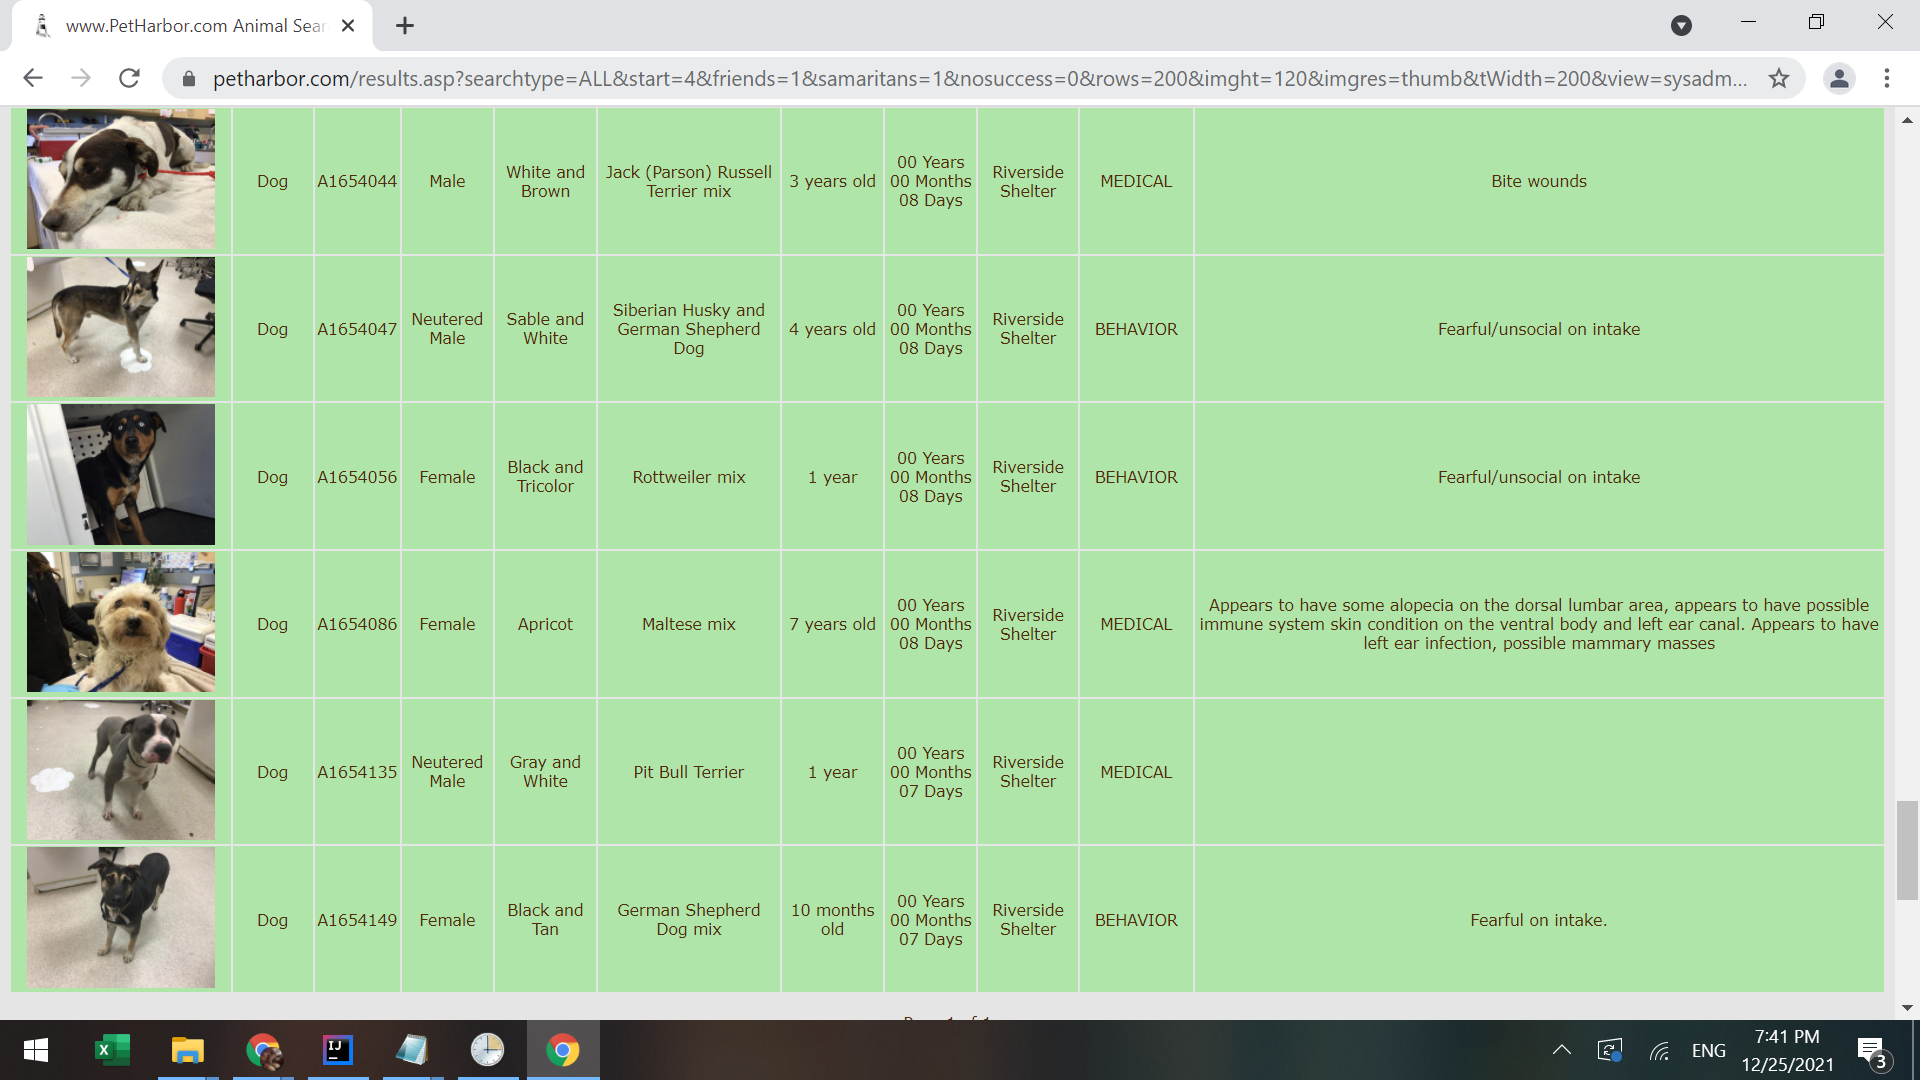 www.PetHarbor.com Animal Sear
petharbor.com/results.asp?searchtype=ALL&start=4&friends=1&samaritans=1&nosuccess=0&rows=200&imght=120&imgres=thumb&tWidth=200&view=sysadm...
Dog
A1654044
Male
White and
Brown
Jack (Parson) Russell
Terrier mix
3 years old
00 Years
00 Months
08 Days
Riverside
Shelter
MEDICAL
Bite wounds
Dog
A1654047
Neutered
Male
Sable and
White
Siberian Husky and
German Shepherd
Dog
4 years old
00 Years
00 Months
08 Days
Riverside
Shelter
BEHAVIOR
Fearful/unsocial on intake
Dog
A1654056
Female
Black and
Tricolor
Rottweiler mix
1 year
00 Years
00 Months
08 Days
Riverside
Shelter
BEHAVIOR
Fearful/unsocial on intake
Dog
A1654086
Female
Apricot
Maltese mix
7 years old
00 Years
00 Months
08 Days
Riverside
Shelter
MEDICAL
Appears to have some alopecia on the dorsal lumbar area, appears to have possible
immune system skin condition on the ventral body and left ear canal. Appears to have
left ear infection, possible mammary masses
Dog
A1654135
Neutered
Male
Gray and
White
Pit Bull Terrier
1 year
00 Years
00 Months
07 Days
Riverside
Shelter
MEDICAL
Dog
A1654149
Female
Black and
Tan
German Shepherd
Dog mix
10 months
old
00 Years
00 Months
07 Days
Riverside
Shelter
BEHAVIOR
Fearful on intake.
IJ
ENG
7:41 PM
12/25/2021
3